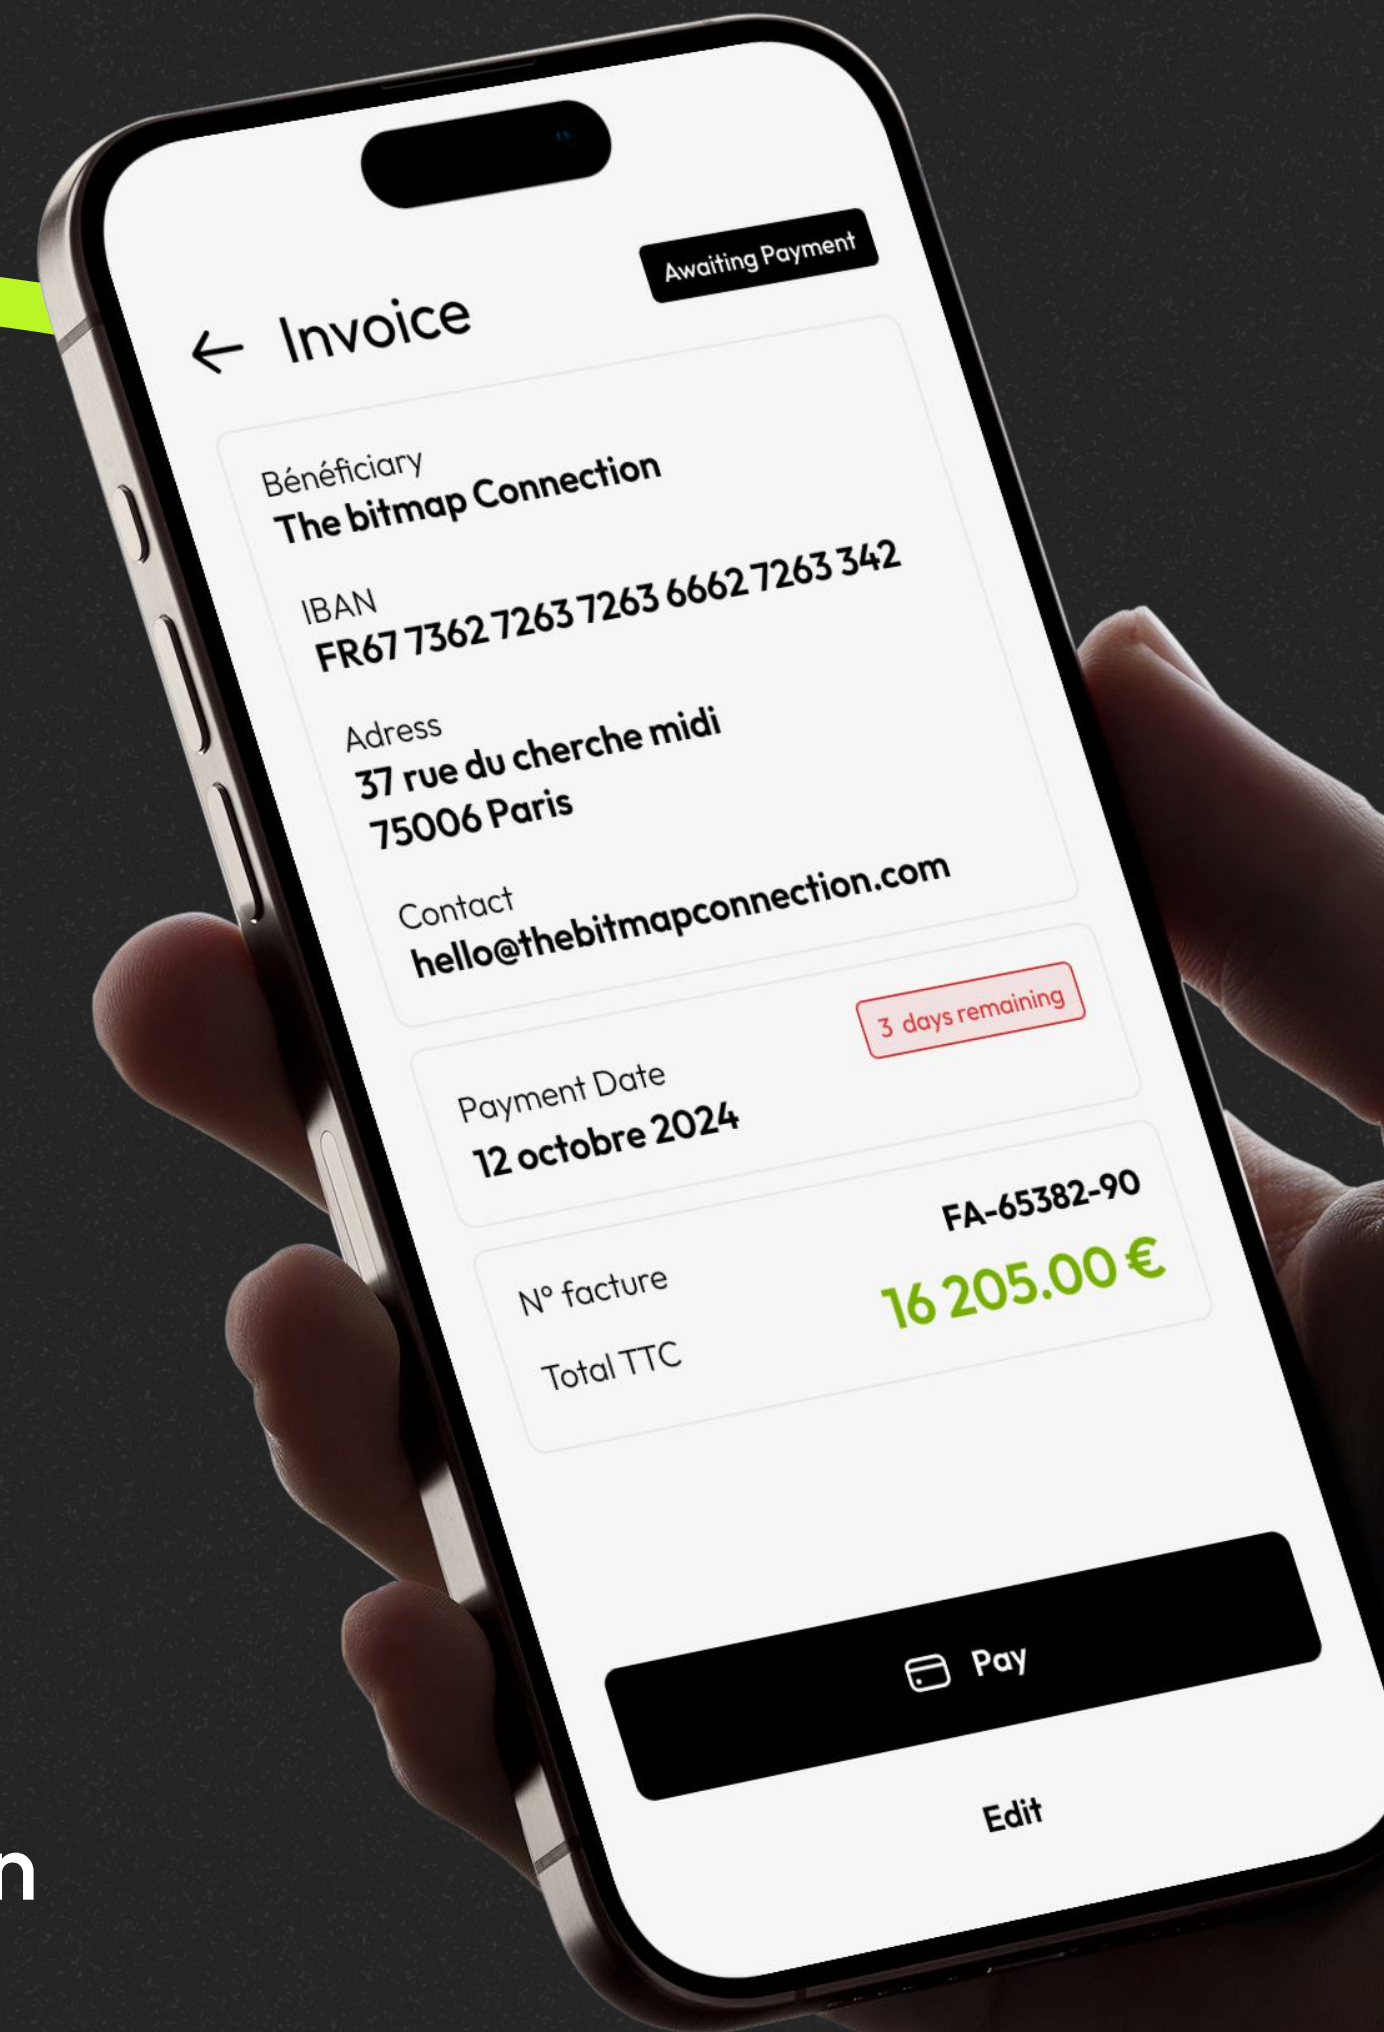 Awaiting Payment
Invoice
Bénéficiary
The bitmap Connection
IBAN
FR67 7362 7263 7263 6662 7263 342
Adress
37 rue du cherche midi
75006 Paris
Contact
hello@thebitmapconnection.com
3 days remaining
Payment Date
12 octobre 2024
N° facture
FA-65382-90
Total TTC
16 205.00 €
Pay
Edit
n